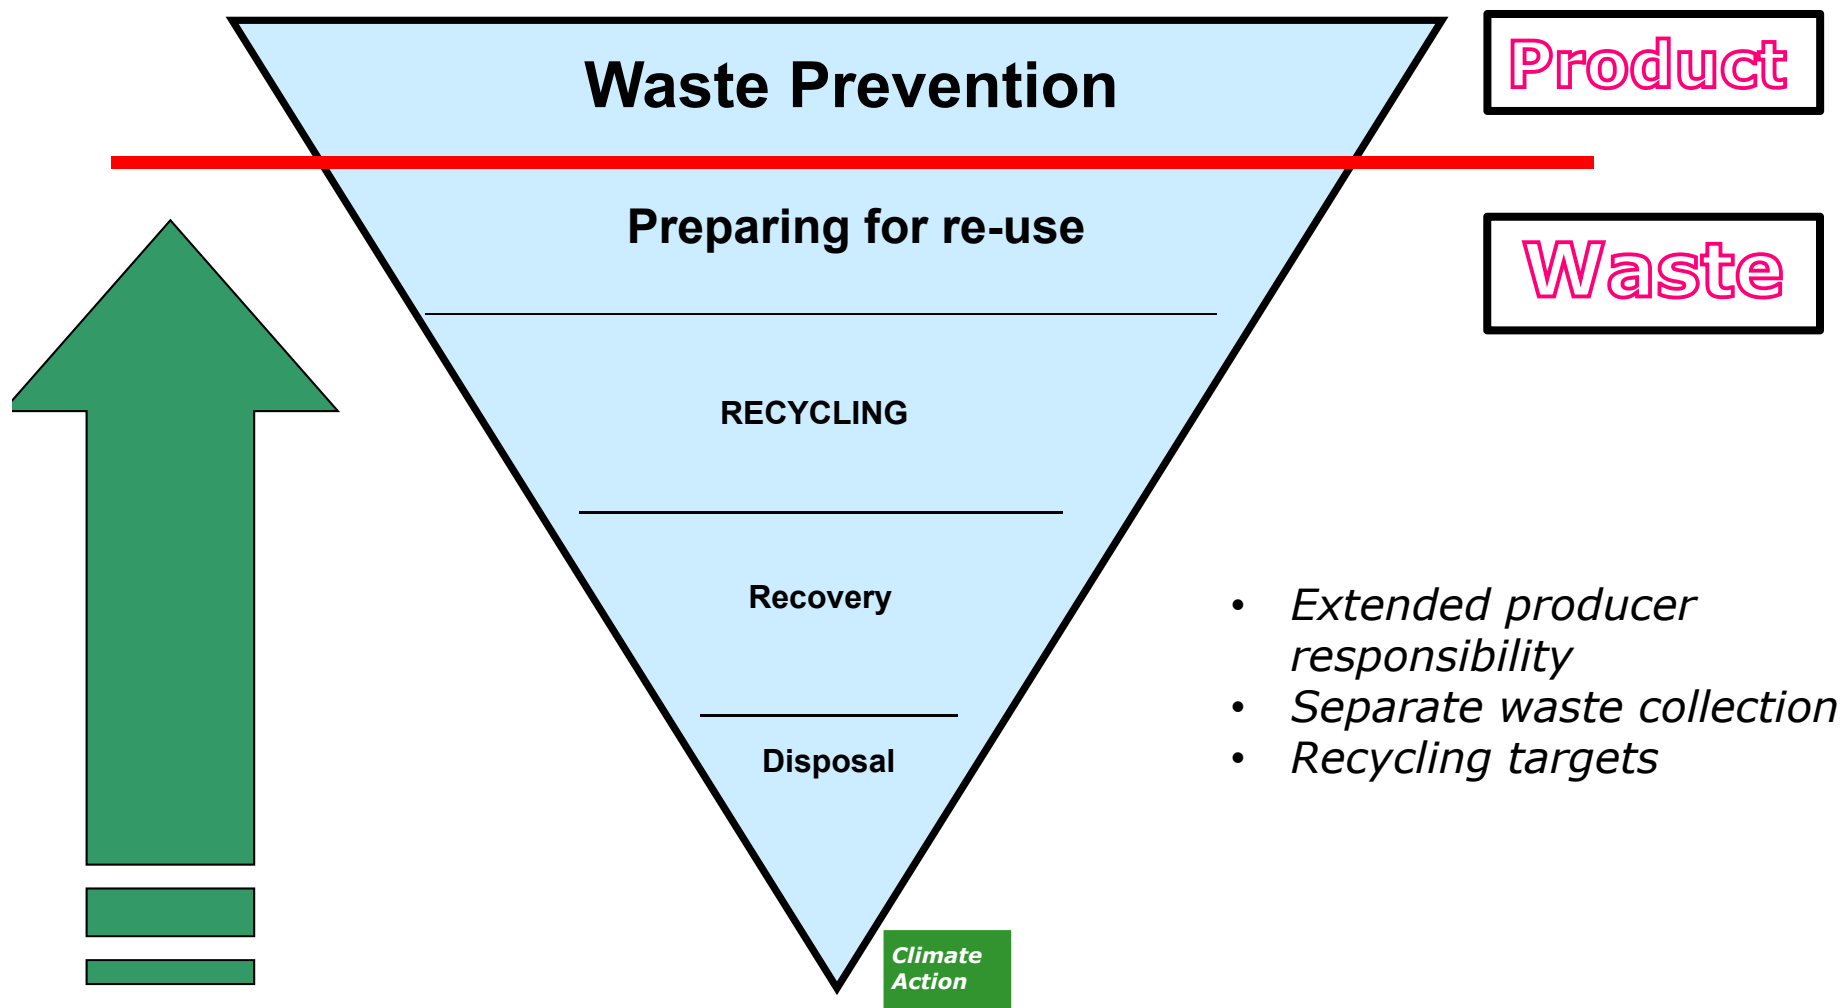 Waste Prevention
Product
Preparing for re-use
Waste
RECYCLING
Recovery
Disposal
• Extended producer
responsibility
• Separate waste collection
• Recycling targets
Climate
Action